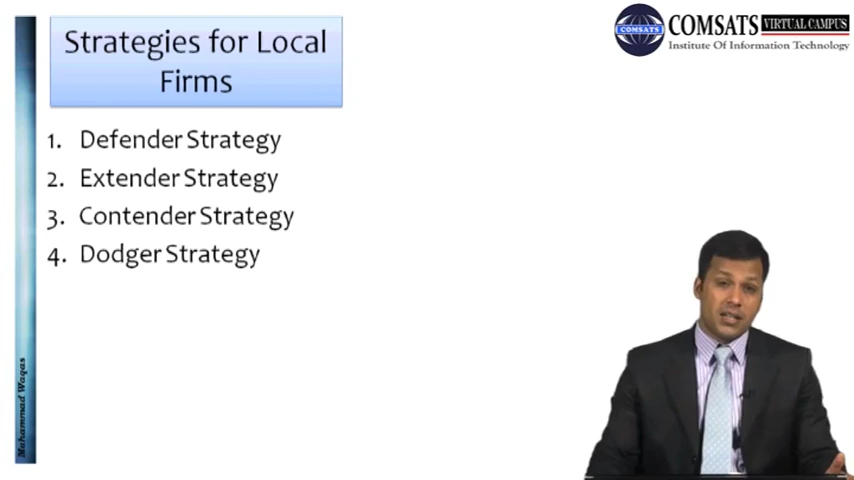 Strategies for Local
Firms
COMSATS VIRTUAL CAMPUS
COMSATS
Institute Of Information Technology
1. Defender Strategy
2. Extender Strategy
3. Contender Strategy
4. Dodger Strategy
Muhammad Waqas